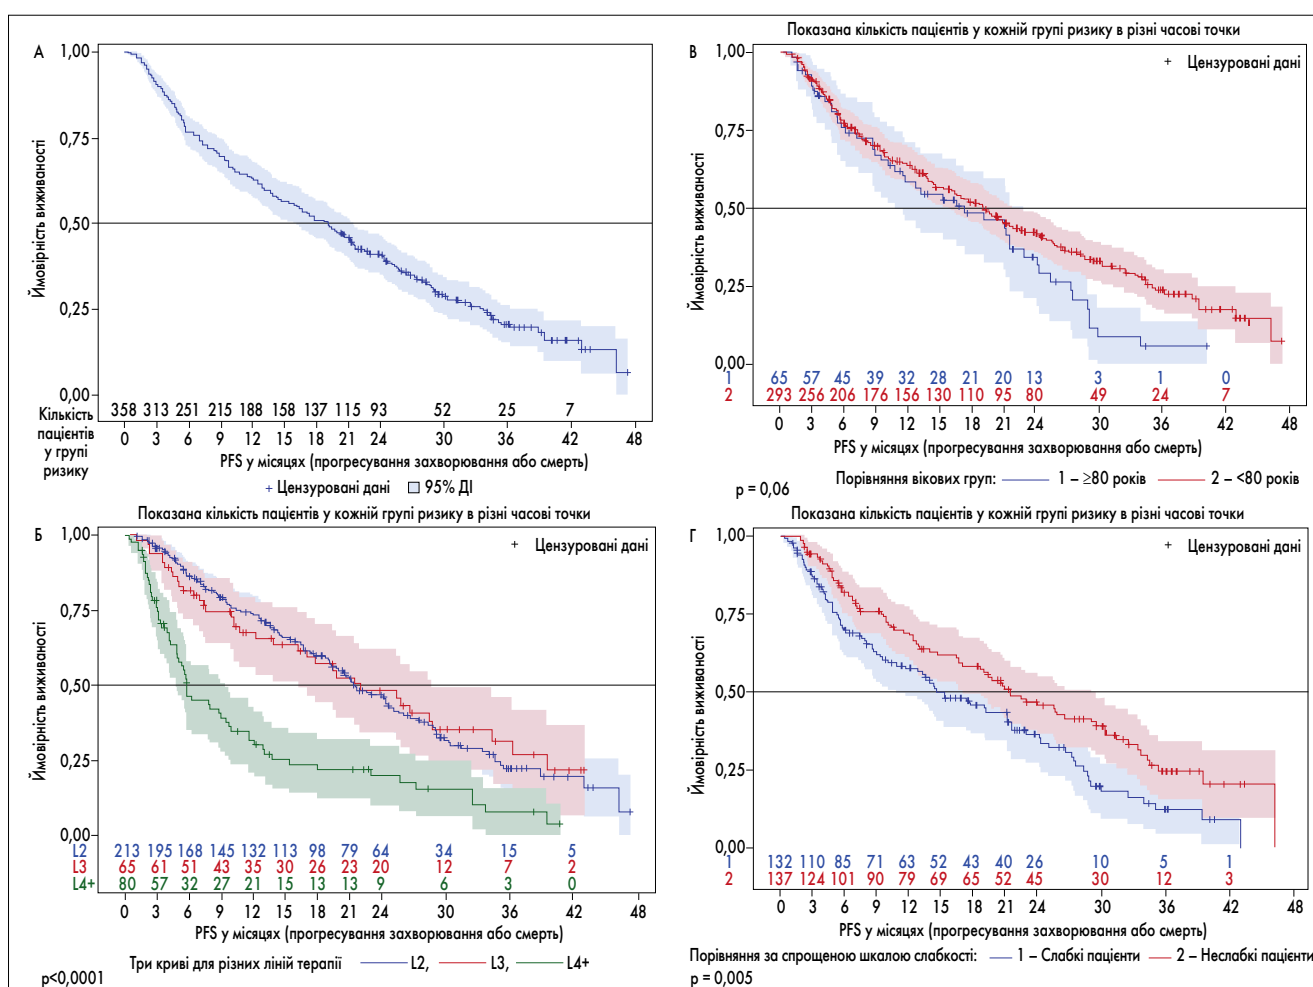 А
Ймовірність виживаності
1,00
0,75
0,50
0,25
0,00
Кількість пацієнтів у групі ризику
358 313 251 215 188 158 137 115 93 52 25 7
0 3 6 9 12 15 18 21 24 30 36 42 48
PFS у місяцях (прогресування захворювання або смерть)
+ Цензуровані дані 95% ДІ
Показана кількість пацієнтів у кожній групі ризику в різні часові точки
В
+ Цензуровані дані
Ймовірність виживаності
1,00
0,75
0,50
0,25
0,00
1 65 57 45 39 32 28 21 20 13 3 1 0
2 293 256 206 176 156 130 110 95 80 49 24 7
0 3 6 9 12 15 18 21 24 30 36 42 48
PFS у місяцях (прогресування захворювання або смерть)
Порівняння вікових груп: 1 – ≥80 років 2 – <80 років
p = 0,06
Показана кількість пацієнтів у кожній групі ризику в різні часові точки
Б
+ Цензуровані дані
Ймовірність виживаності
1,00
0,75
0,50
0,25
0,00
L2 213 195 168 145 132 113 98 79 64 34 15 5
L3 65 61 51 43 35 30 26 23 20 12 7 2
L4+ 80 57 32 27 21 15 13 13 9 6 3 0
0 3 6 9 12 15 18 21 24 30 36 42 48
PFS у місяцях (прогресування захворювання або смерть)
Три криві для різних ліній терапії L2, L3, L4+
p<0,0001
Показана кількість пацієнтів у кожній групі ризику в різні часові точки
Г
+ Цензуровані дані
Ймовірність виживаності
1,00
0,75
0,50
0,25
0,00
1 132 110 85 71 63 52 43 40 26 10 5 1
2 137 124 101 90 79 69 65 52 45 30 12 3
0 3 6 9 12 15 18 21 24 30 36 42 48
PFS у місяцях (прогресування захворювання або смерть)
Порівняння за спрощеною шкалою слабкості: 1 – Слабкі пацієнти 2 – Неслабкі пацієнти
p = 0,005